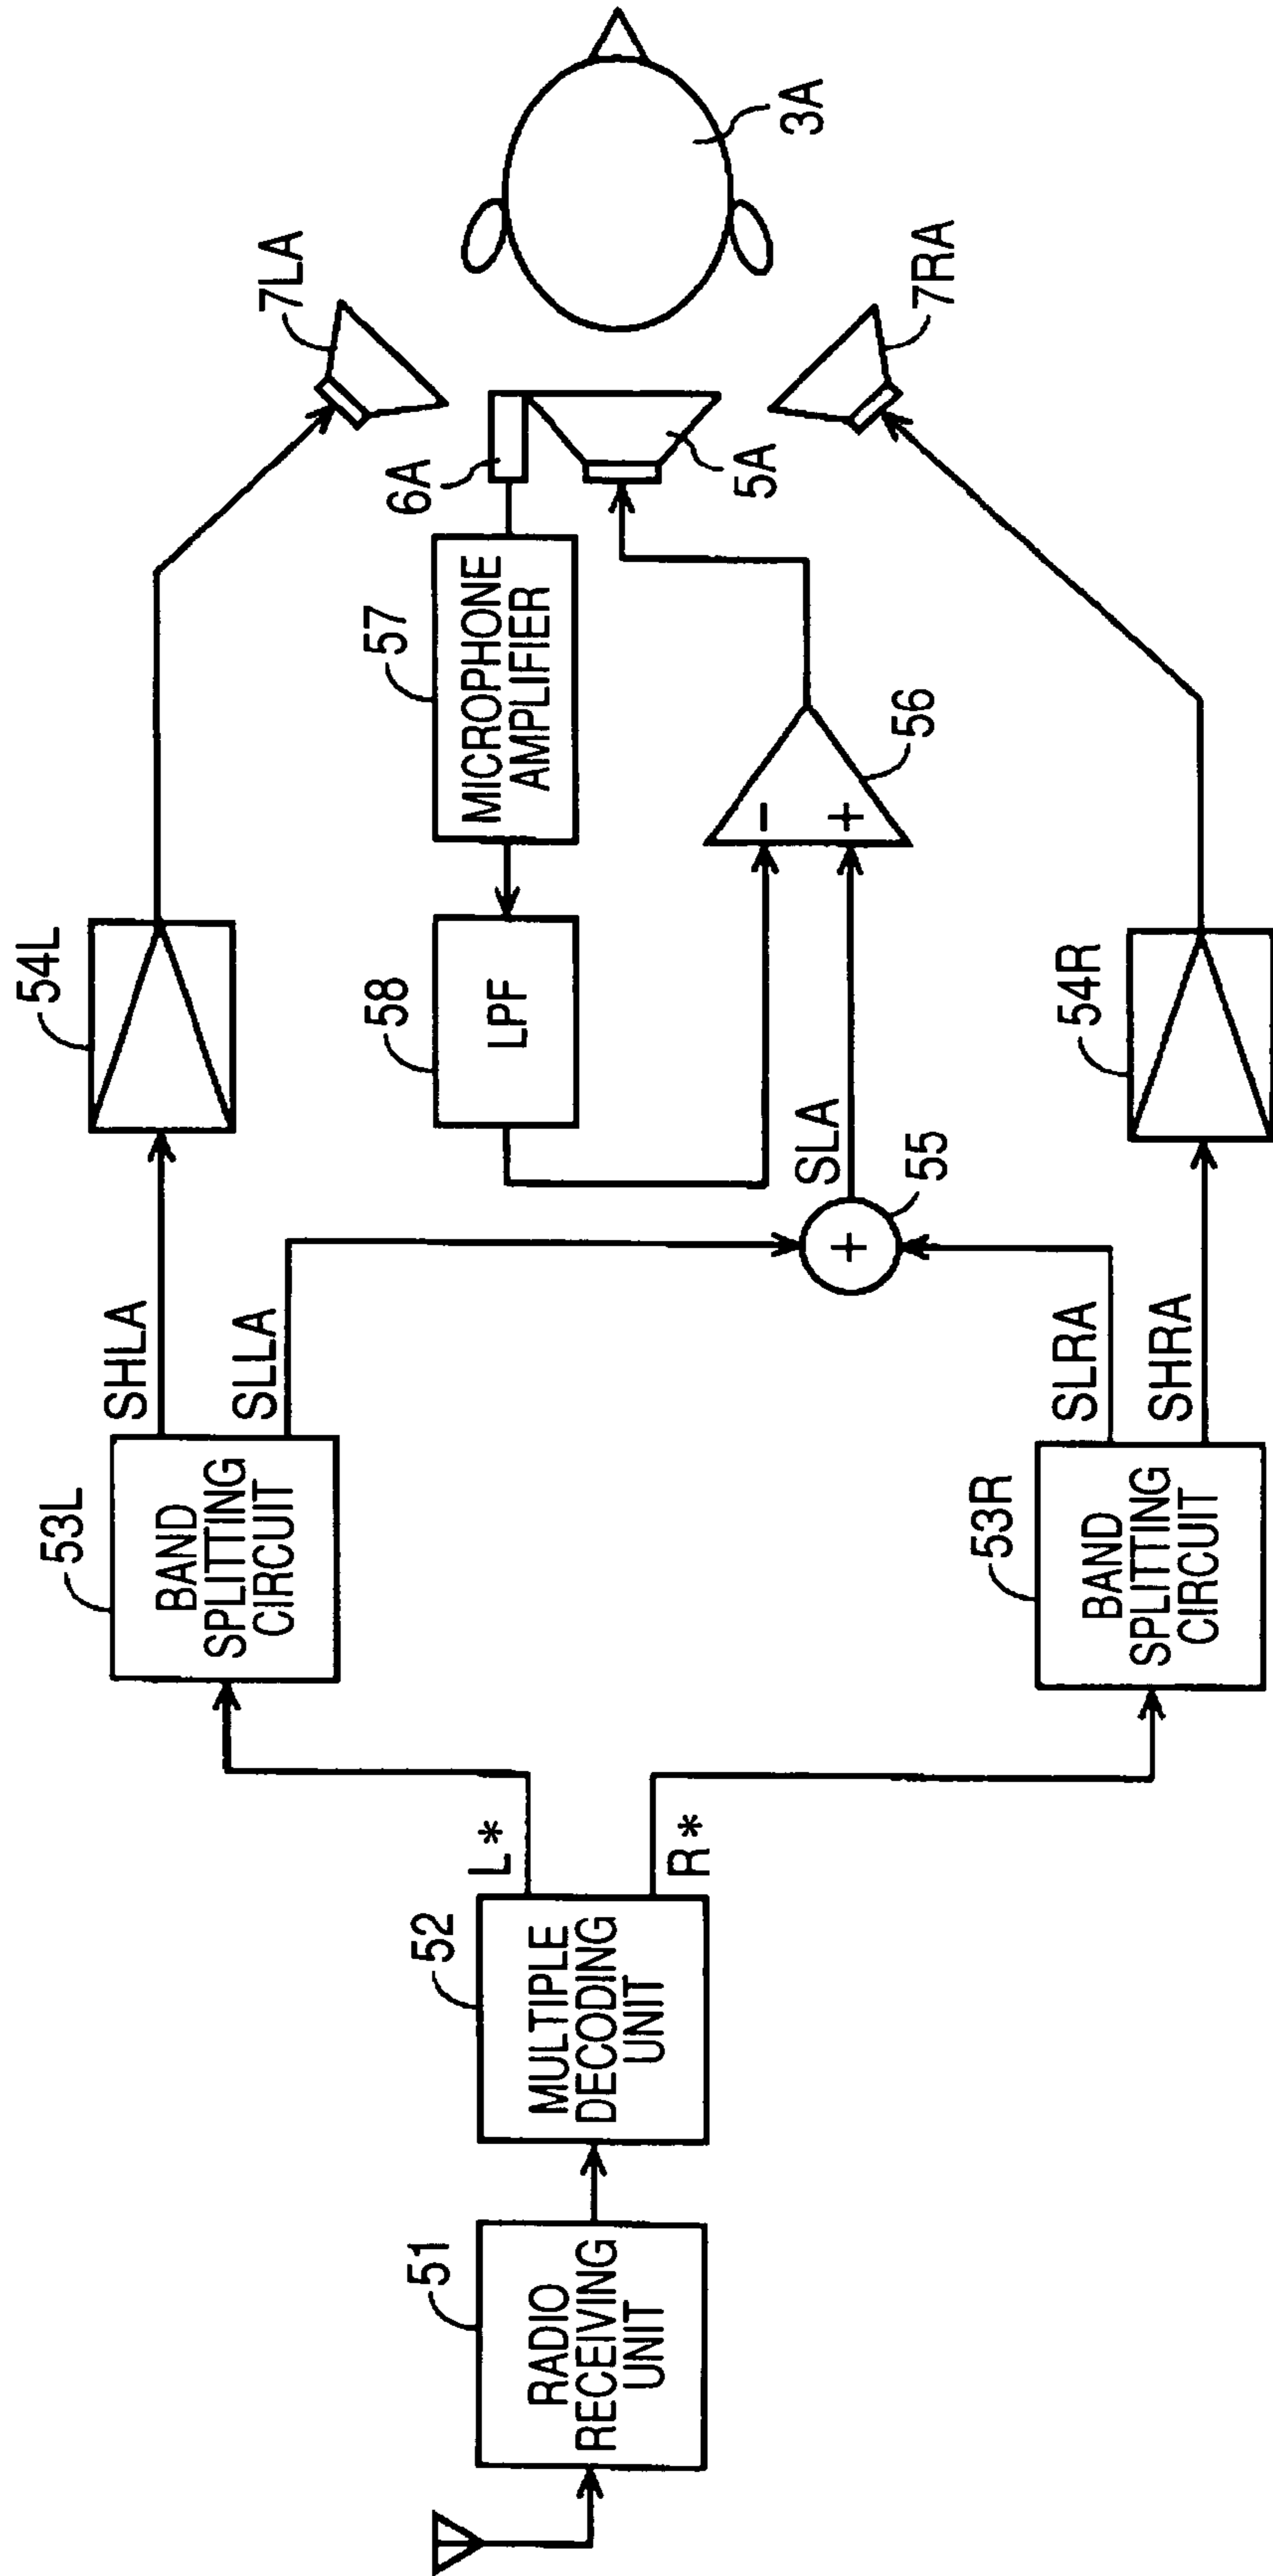 51
RADIO
RECEIVING
UNIT
52
MULTIPLE
DECODING
UNIT
L*
R*
53L
BAND
SPLITTING
CIRCUIT
SHLA
SLLA
53R
BAND
SPLITTING
CIRCUIT
SLRA
SHRA
54L
58
LPF
57
MICROPHONE
AMPLIFIER
6A
SLA
55
+
-
+
56
5A
54R
7LA
7RA
3A